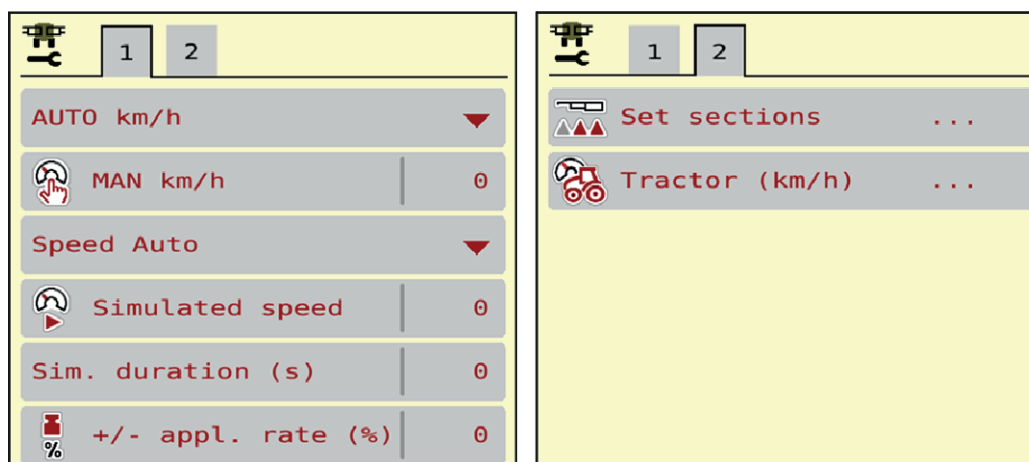 1 2
AUTO km/h
MAN km/h 0
Speed Auto
Simulated speed 0
Sim. duration (s) 0
% +/- appl. rate (%) 0
1 2
Set sections ...
Tractor (km/h) ...